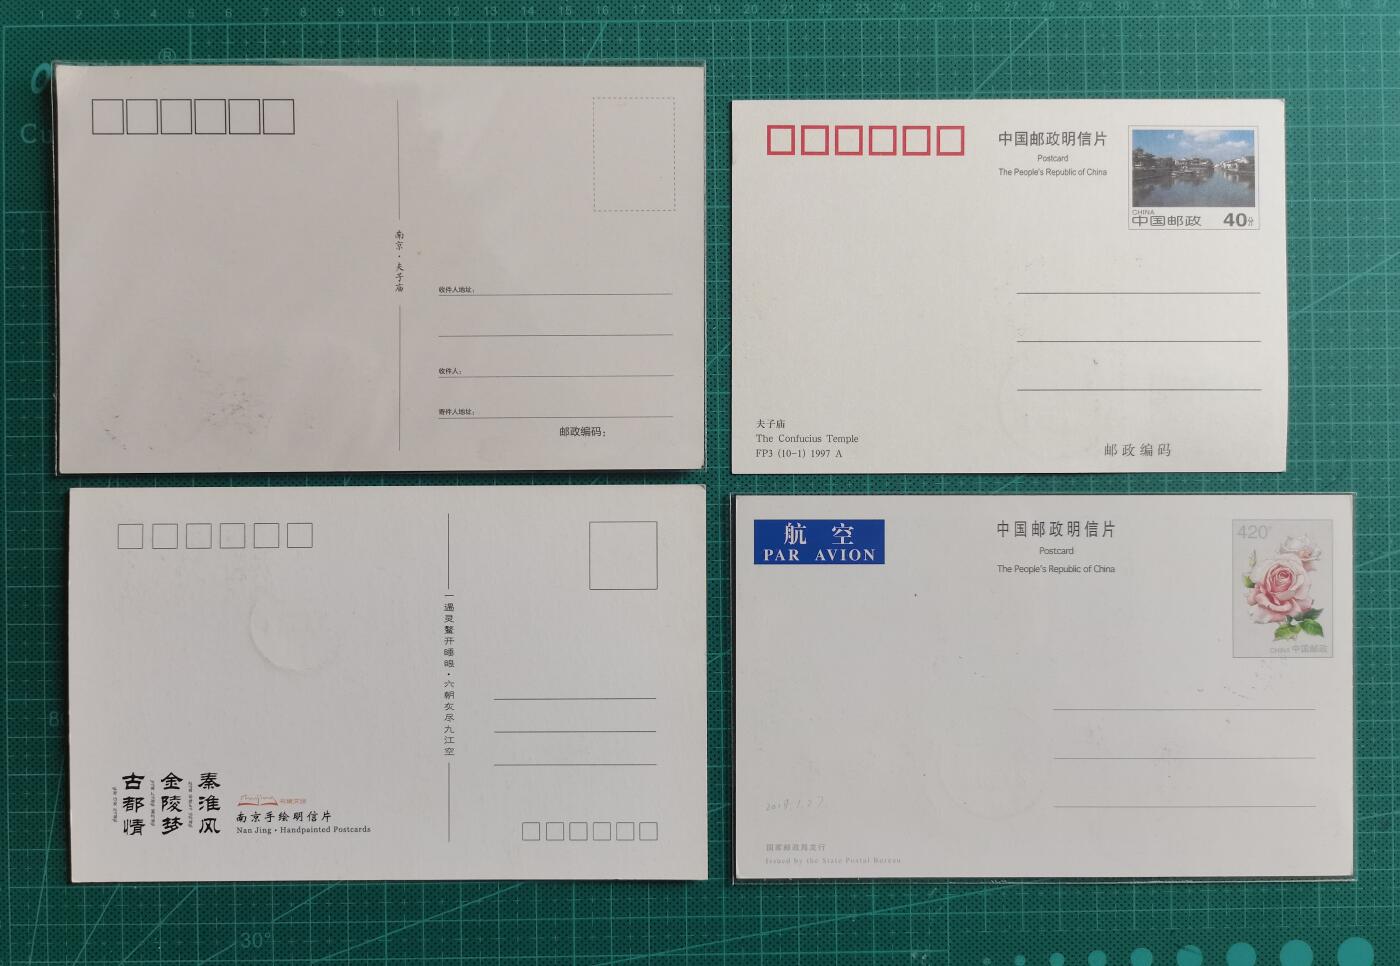 南京·夫子庙
收件人地址：
收件人：
寄件人地址：
邮政编码：
中国邮政明信片
Postcard
The People's Republic of China
CHINA
中国邮政 40分
夫子庙
The Confucius Temple
FP3 (10-1) 1997 A
邮政编码
一遇灵鳌开睡眼·六朝灰尽九江空
秦淮风
金陵梦
古都情
南京手绘明信片
Nan Jing·Handpainted Postcards
航空
PAR AVION
中国邮政明信片
Postcard
The People's Republic of China
420
CHINA 中国邮政
2018.1.27
国家邮政局发行
Issued by the State Postal Bureau
30°